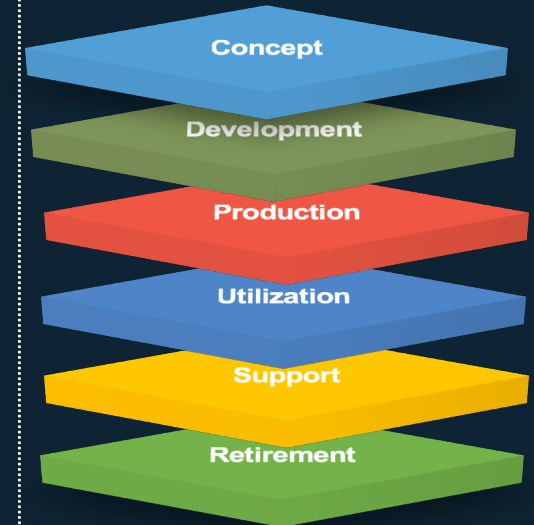 Concept
Development
Production
Utilization
Support
Retirement